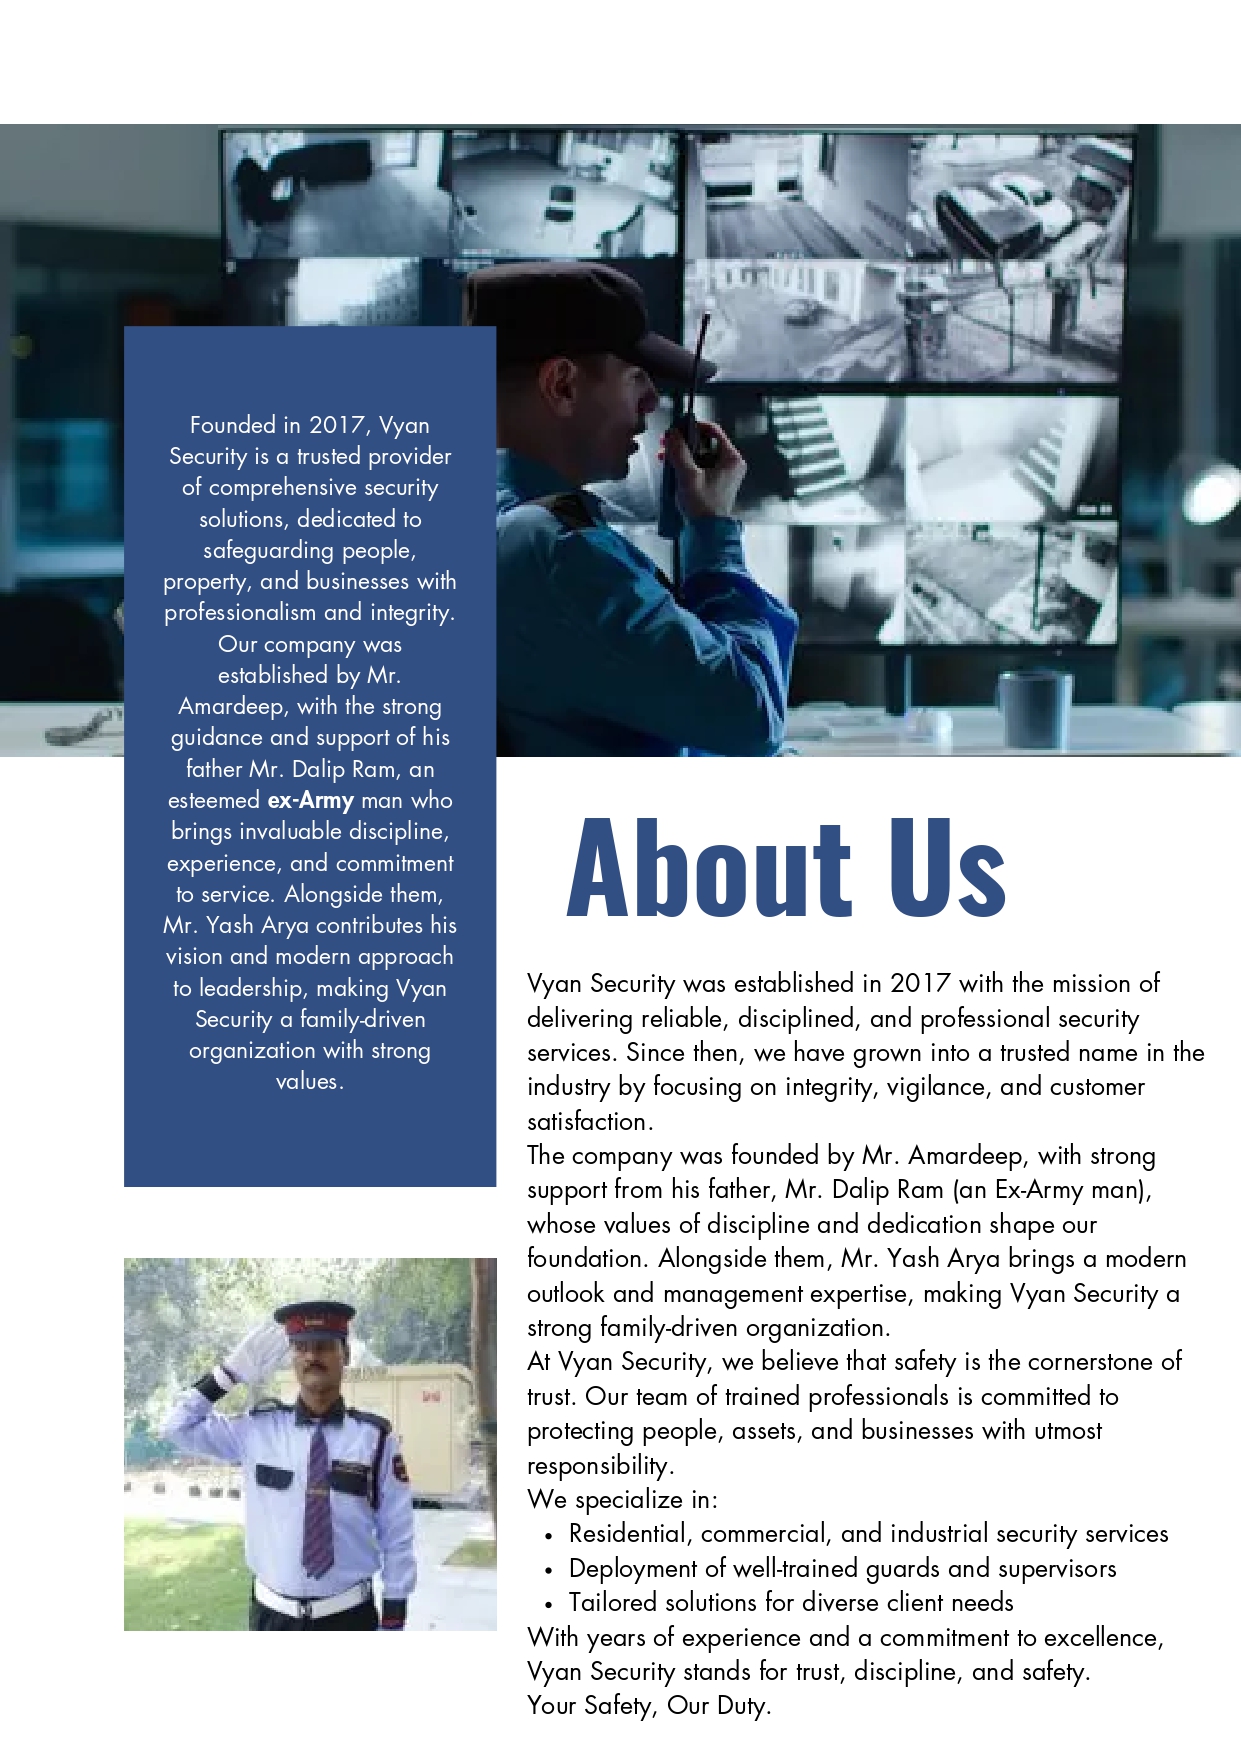 Founded in 2017, Vyan
Security is a trusted provider
of comprehensive security
solutions, dedicated to
safeguarding people,
property, and businesses with
professionalism and integrity.
Our company was
established by Mr.
Amardeep, with the strong
guidance and support of his
father Mr. Dalip Ram, an
esteemed ex-Army man who
brings invaluable discipline,
experience, and commitment
to service. Alongside them,
Mr. Yash Arya contributes his
vision and modern approach
to leadership, making Vyan
Security a family-driven
organization with strong
values.
About Us
Vyan Security was established in 2017 with the mission of
delivering reliable, disciplined, and professional security
services. Since then, we have grown into a trusted name in the
industry by focusing on integrity, vigilance, and customer
satisfaction.
The company was founded by Mr. Amardeep, with strong
support from his father, Mr. Dalip Ram (an Ex-Army man),
whose values of discipline and dedication shape our
foundation. Alongside them, Mr. Yash Arya brings a modern
outlook and management expertise, making Vyan Security a
strong family-driven organization.
At Vyan Security, we believe that safety is the cornerstone of
trust. Our team of trained professionals is committed to
protecting people, assets, and businesses with utmost
responsibility.
We specialize in:
• Residential, commercial, and industrial security services
• Deployment of well-trained guards and supervisors
• Tailored solutions for diverse client needs
With years of experience and a commitment to excellence,
Vyan Security stands for trust, discipline, and safety.
Your Safety, Our Duty.